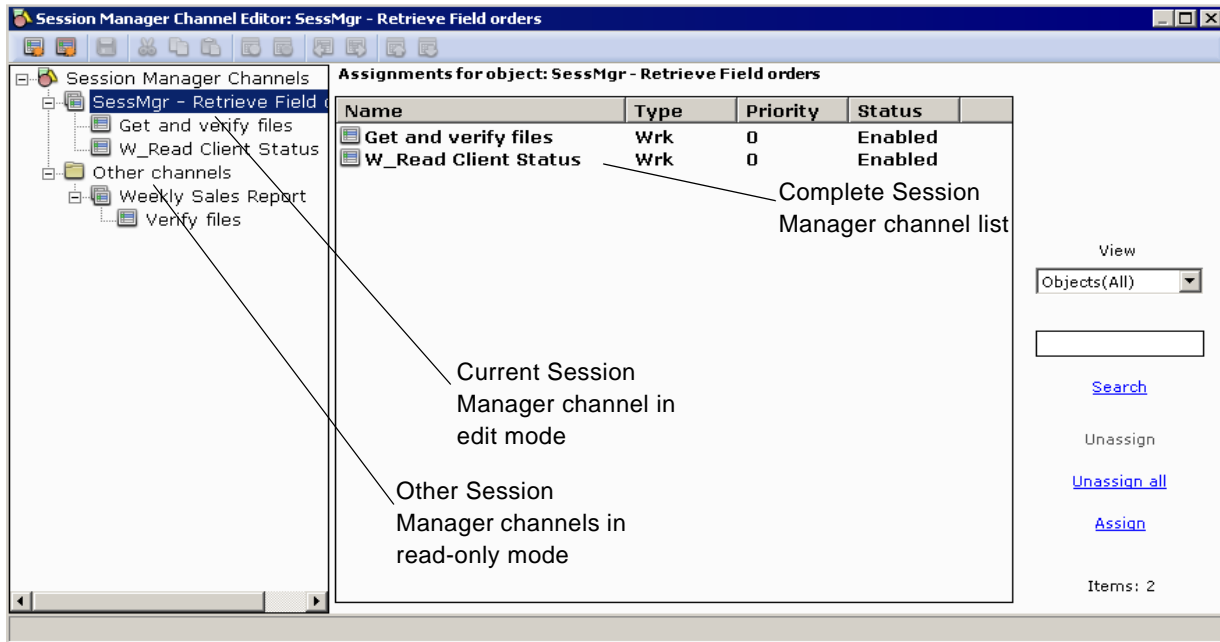 Session Manager Channel Editor: SessMgr - Retrieve Field orders
Session Manager Channels
SessMgr - Retrieve Field
Get and verify files
W_Read Client Status
Other channels
Weekly Sales Report
Verify files
Assignments for object: SessMgr - Retrieve Field orders
Name Type Priority Status
Get and verify files Wrk 0 Enabled
W_Read Client Status Wrk 0 Enabled
Complete Session
Manager channel list
Current Session
Manager channel in
edit mode
Other Session
Manager channels in
read-only mode
View
Objects(All)
Search
Unassign
Unassign all
Assign
Items: 2